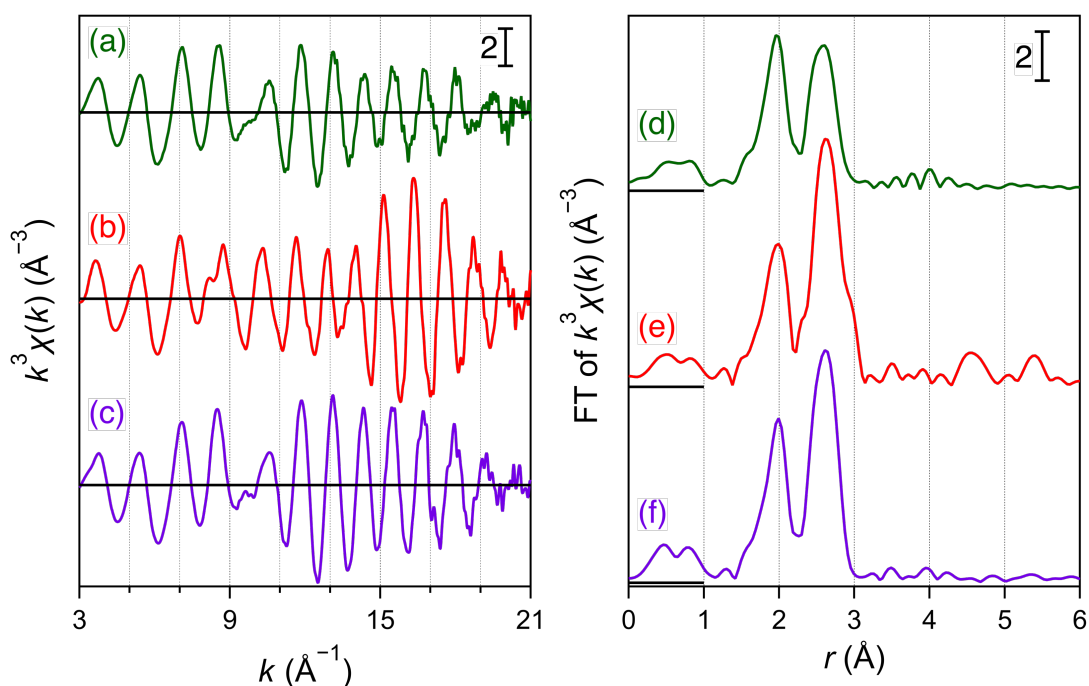 (a)
2
(b)
(c)
k³χ(k) (Å⁻³)
3
9
15
21
k (Å⁻¹)
(d)
2
(e)
(f)
FT of k³χ(k) (Å⁻³)
0
1
2
3
4
5
6
r (Å)